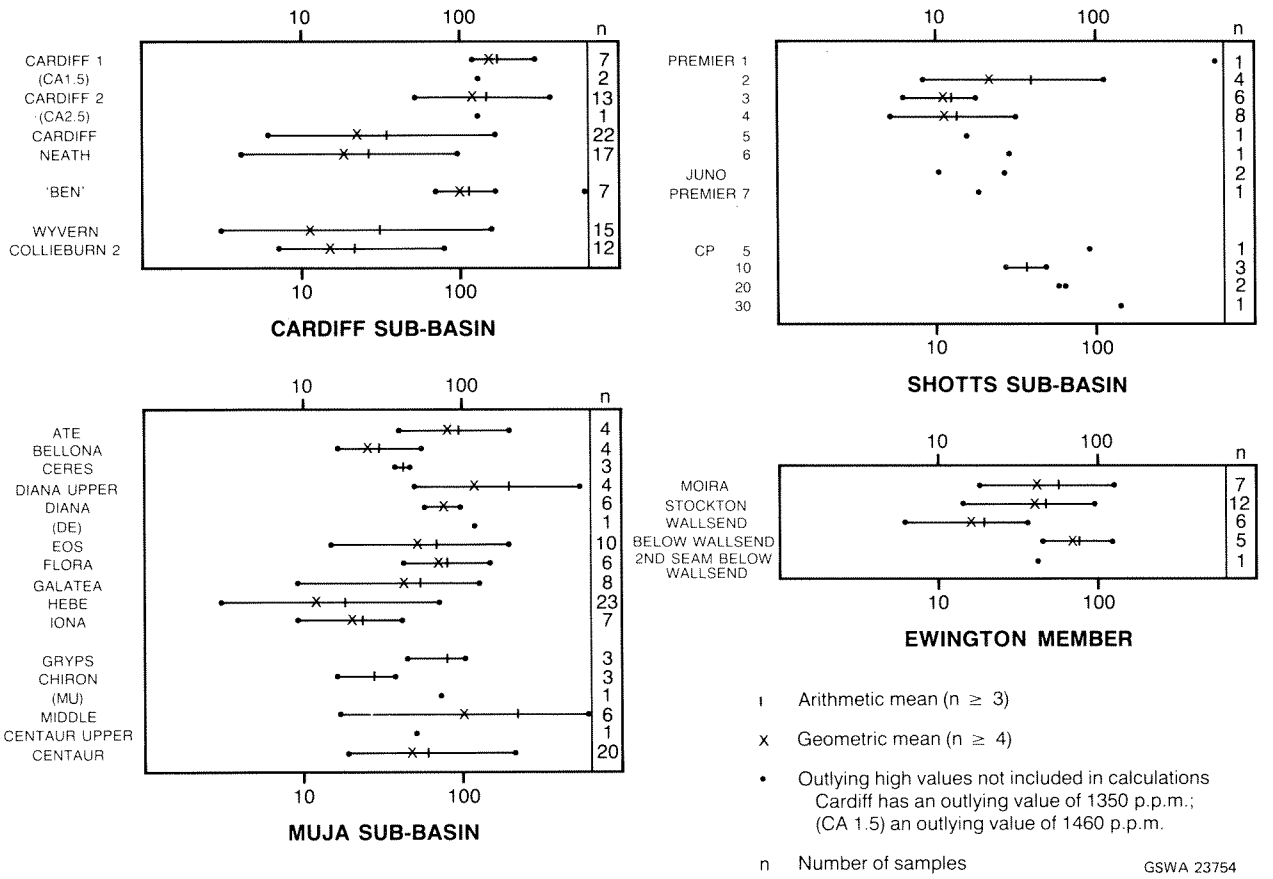 10 100
n
CARDIFF 1 7
(CA1.5) 2
CARDIFF 2 13
(CA2.5) 1
CARDIFF 22
NEATH 17
'BEN' 7
WYVERN 15
COLLIEBURN 2 12
10 100
CARDIFF SUB-BASIN
10 100
n
PREMIER 1 1
2 4
3 6
4 8
5 1
6 1
JUNO 2
PREMIER 7 1
CP 5 1
10 3
20 2
30 1
10 100
SHOTTS SUB-BASIN
10 100
n
ATE 4
BELLONA 4
CERES 3
DIANA UPPER 4
DIANA 6
(DE) 1
EOS 10
FLORA 6
GALATEA 8
HEBE 23
IONA 7
GRYPS 3
CHIRON 3
(MU) 1
MIDDLE 6
CENTAUR UPPER 1
CENTAUR 20
10 100
MUJA SUB-BASIN
10 100
n
MOIRA 7
STOCKTON 12
WALLSEND 6
BELOW WALLSEND 5
2ND SEAM BELOW 1
WALLSEND
10 100
EWINGTON MEMBER
ı Arithmetic mean (n ≥ 3)
x Geometric mean (n ≥ 4)
• Outlying high values not included in calculations
Cardiff has an outlying value of 1350 p.p.m.;
(CA 1.5) an outlying value of 1460 p.p.m.
n Number of samples
GSWA 23754